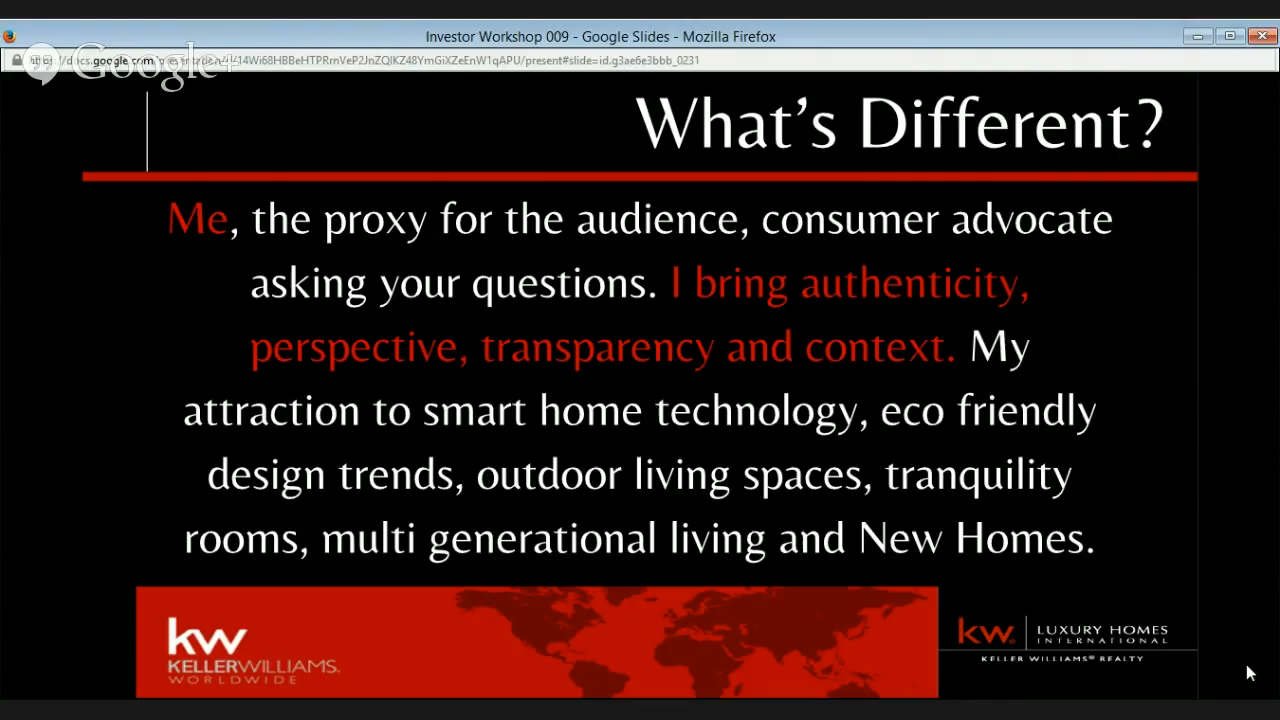 Investor Workshop 009 - Google Slides - Mozilla Firefox
Google+
What's Different?
Me, the proxy for the audience, consumer advocate
asking your questions. I bring authenticity,
perspective, transparency and context. My
attraction to smart home technology, eco friendly
design trends, outdoor living spaces, tranquility
rooms, multi generational living and New Homes.
kw
KELLERWILLIAMS.
WORLDWIDE
kw.
LUXURY HOMES
INTERNATIONAL
KELLER WILLIAMS® REALTY